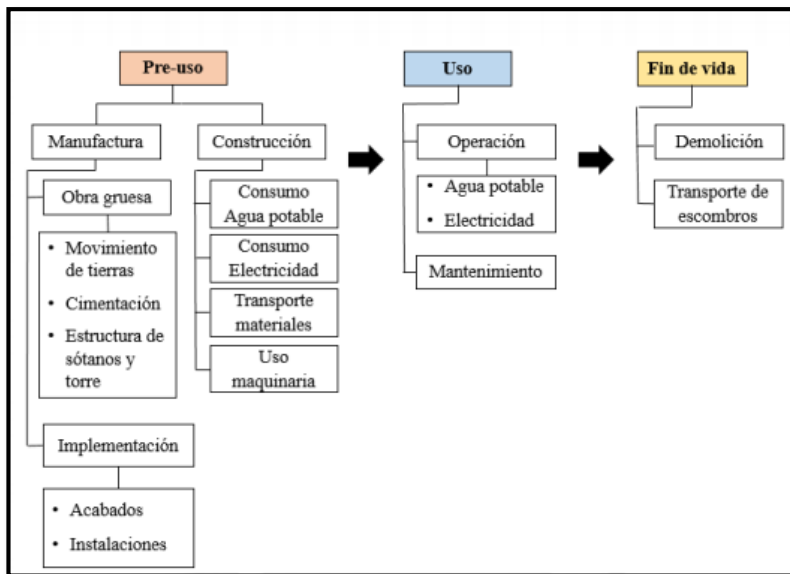 Pre-uso
Manufactura
Obra gruesa
• Movimiento
de tierras
• Cimentación
• Estructura de
sótanos y
torre
Implementación
• Acabados
• Instalaciones
Construcción
Consumo
Agua potable
Consumo
Electricidad
Transporte
materiales
Uso
maquinaria
Uso
Operación
• Agua potable
• Electricidad
Mantenimiento
Fin de vida
Demolición
Transporte de
escombros